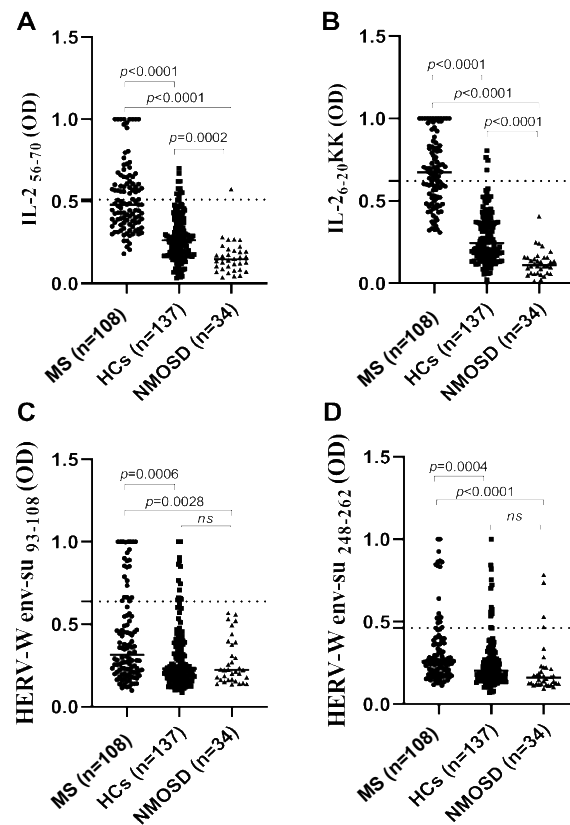 A
IL-2 56-70 (OD)
1.5
1.0
0.5
0.0
p<0.0001
p<0.0001
p=0.0002
MS (n=108)
HCs (n=137)
NMOSD (n=34)
B
IL-2 6-20KK (OD)
1.5
1.0
0.5
0.0
p<0.0001
p<0.0001
p<0.0001
MS (n=108)
HCs (n=137)
NMOSD (n=34)
C
HERV-W env-su 93-108 (OD)
1.5
1.0
0.5
0.0
p=0.0006
p=0.0028
ns
MS (n=108)
HCs (n=137)
NMOSD (n=34)
D
HERV-W env-su 248-262 (OD)
1.5
1.0
0.5
0.0
p=0.0004
p<0.0001
ns
MS (n=108)
HCs (n=137)
NMOSD (n=34)